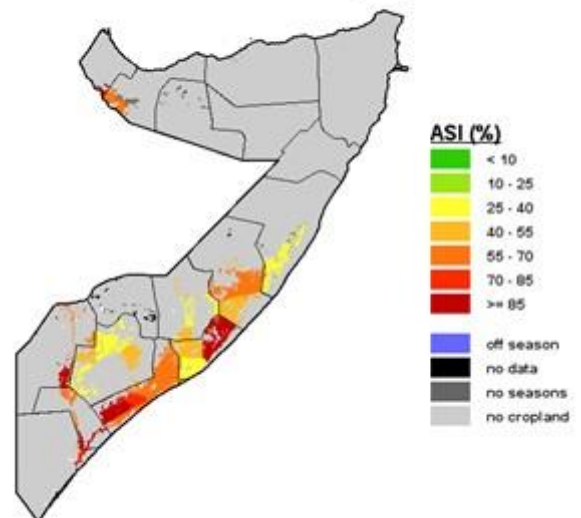 ASI (%)
< 10
10 - 25
25 - 40
40 - 55
55 - 70
70 - 85
>= 85
off season
no data
no seasons
no cropland